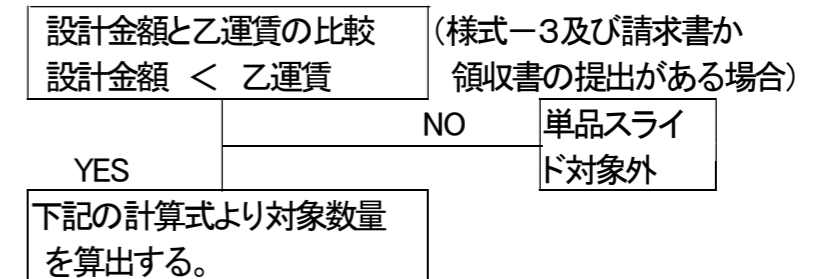 設計金額と乙運賃の比較
設計金額 ＜ 乙運賃
(様式ー3及び請求書か
領収書の提出がある場合)
NO
単品スライ
ド対象外
YES
下記の計算式より対象数量
を算出する。